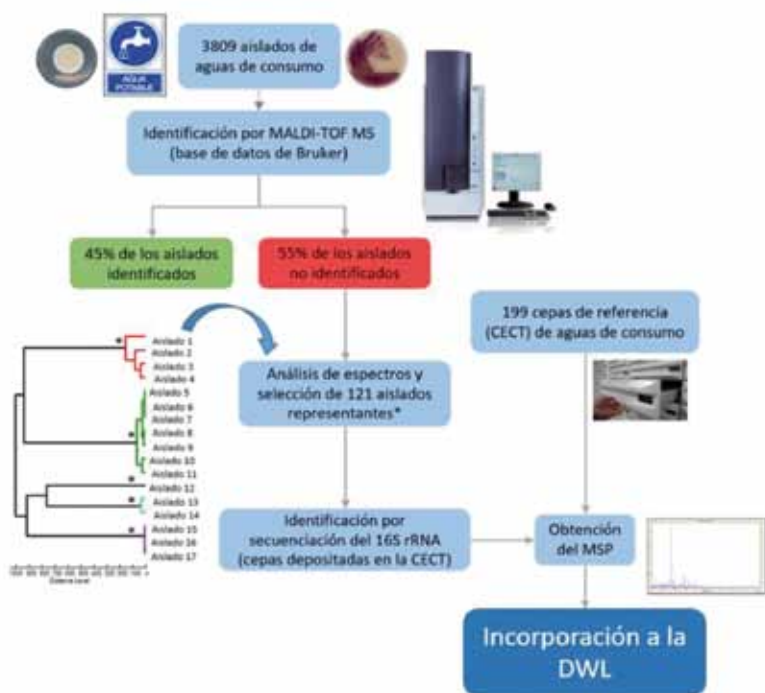 3809 aislados de
aguas de consumo
AGUA
POTABLE
Identificación por MALDI-TOF MS
(base de datos de Bruker)
45% de los aislados
identificados
55% de los aislados
no identificados
199 cepas de referencia
(CECT) de aguas de consumo
Análisis de espectros y
selección de 121 aislados
representantes*
* Aislado 1
Aislado 2
Aislado 3
Aislado 4
Aislado 5
Aislado 6
Aislado 7
* Aislado 8
Aislado 9
Aislado 10
Aislado 11
* Aislado 12
* Aislado 13
Aislado 14
* Aislado 15
Aislado 16
Aislado 17
Identificación por
secuenciación del 16S rRNA
(cepas depositadas en la CECT)
Obtención
del MSP
Incorporación a la
DWL